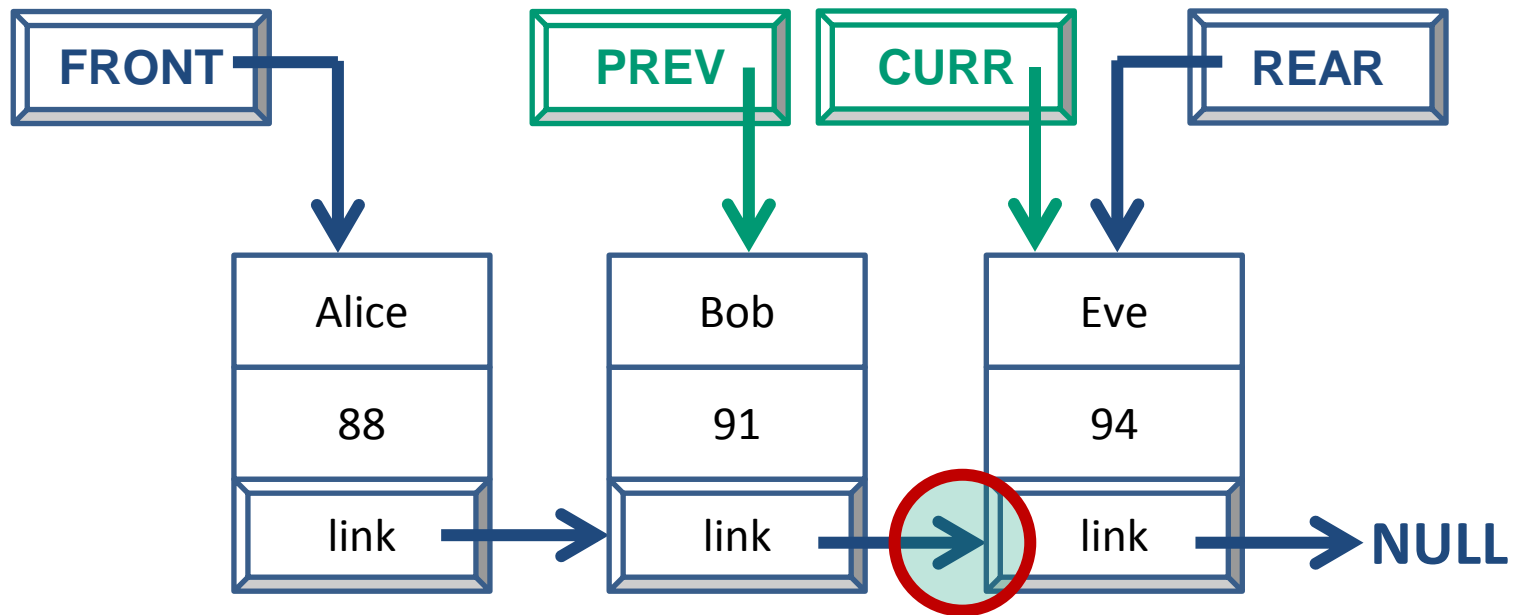 FRONT
PREV
CURR
REAR
Alice
Bob
Eve
88
91
94
link
link
link
NULL